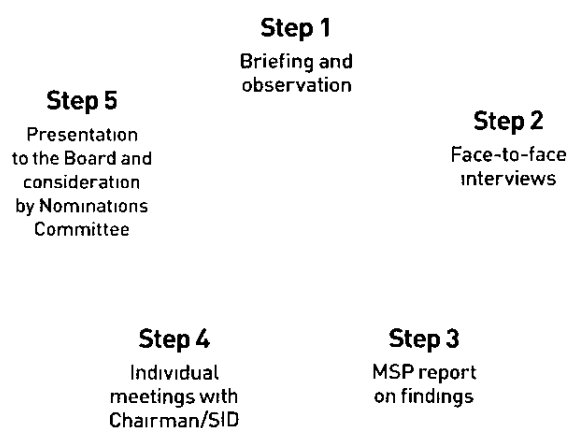 Step 1
Briefing and
observation
Step 2
Face-to-face
interviews
Step 3
MSP report
on findings
Step 4
Individual
meetings with
Chairman/SID
Step 5
Presentation
to the Board and
consideration
by Nominations
Committee